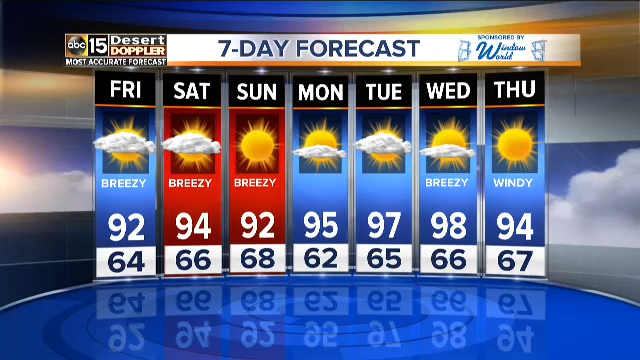 abc 15 Desert DOPPLER
MOST ACCURATE FORECAST
7-DAY FORECAST
SPONSORED BY
Window World
FRI SAT SUN MON TUE WED THU
BREEZY BREEZY BREEZY BREEZY WINDY
92 94 92 95 97 98 94
64 66 68 62 65 66 67